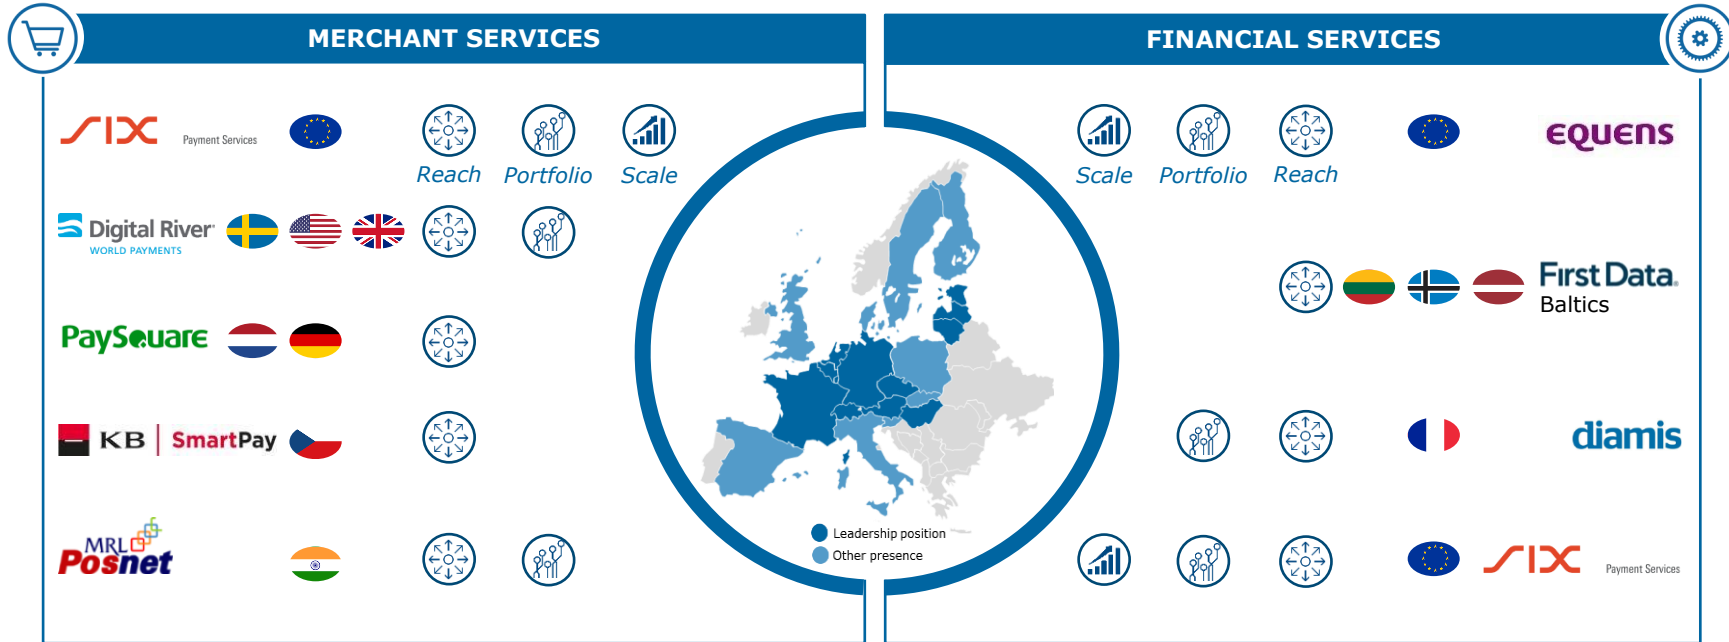 MERCHANT SERVICES
SIX Payment Services
Reach Portfolio Scale
Digital River
WORLD PAYMENTS
PaySquare
KB SmartPay
MRL
Posnet
Leadership position
Other presence
FINANCIAL SERVICES
equens
Scale Portfolio Reach
First Data.
Baltics
diamis
SIX Payment Services